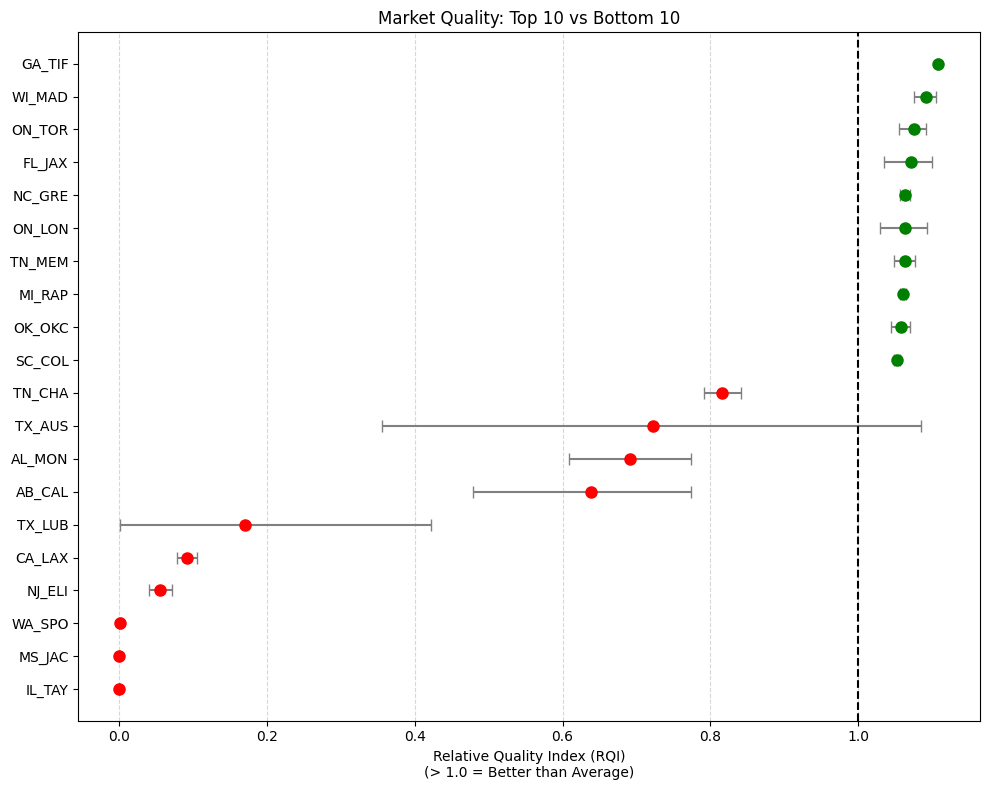 Market Quality: Top 10 vs Bottom 10
GA_TIF
WI_MAD
ON_TOR
FL_JAX
NC_GRE
ON_LON
TN_MEM
MI_RAP
OK_OKC
SC_COL
TN_CHA
TX_AUS
AL_MON
AB_CAL
TX_LUB
CA_LAX
NJ_ELI
WA_SPO
MS_JAC
IL_TAY
0.0 0.2 0.4 0.6 0.8 1.0
Relative Quality Index (RQI)
(> 1.0 = Better than Average)